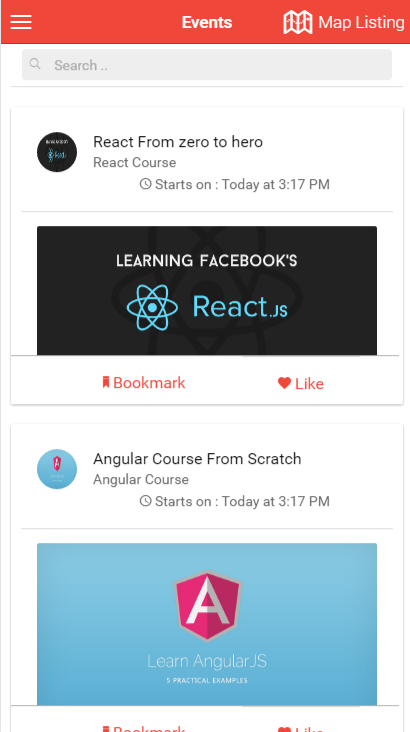 Events
Map Listing
Search ..
React From zero to hero
React Course
Starts on : Today at 3:17 PM
LEARNING FACEBOOK'S
React.JS
Bookmark
Like
Angular Course From Scratch
Angular Course
Starts on : Today at 3:17 PM
A
Learn AngularJS
5 PRACTICAL EXAMPLES
Bookmark
Like